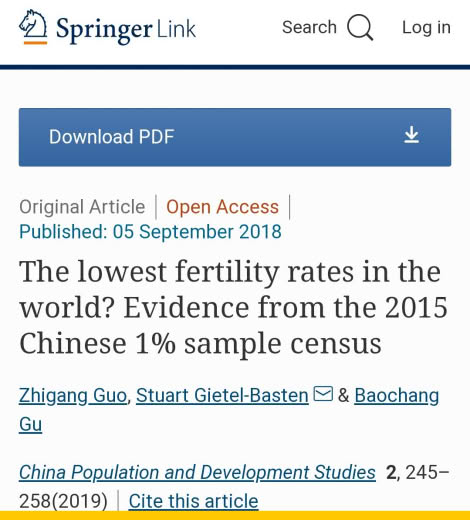 Springer Link Search Log in
Download PDF
Original Article | Open Access |
Published: 05 September 2018
The lowest fertility rates in the
world? Evidence from the 2015
Chinese 1% sample census
Zhigang Guo, Stuart Gietel-Basten & Baochang
Gu
China Population and Development Studies 2, 245–
258(2019) | Cite this article